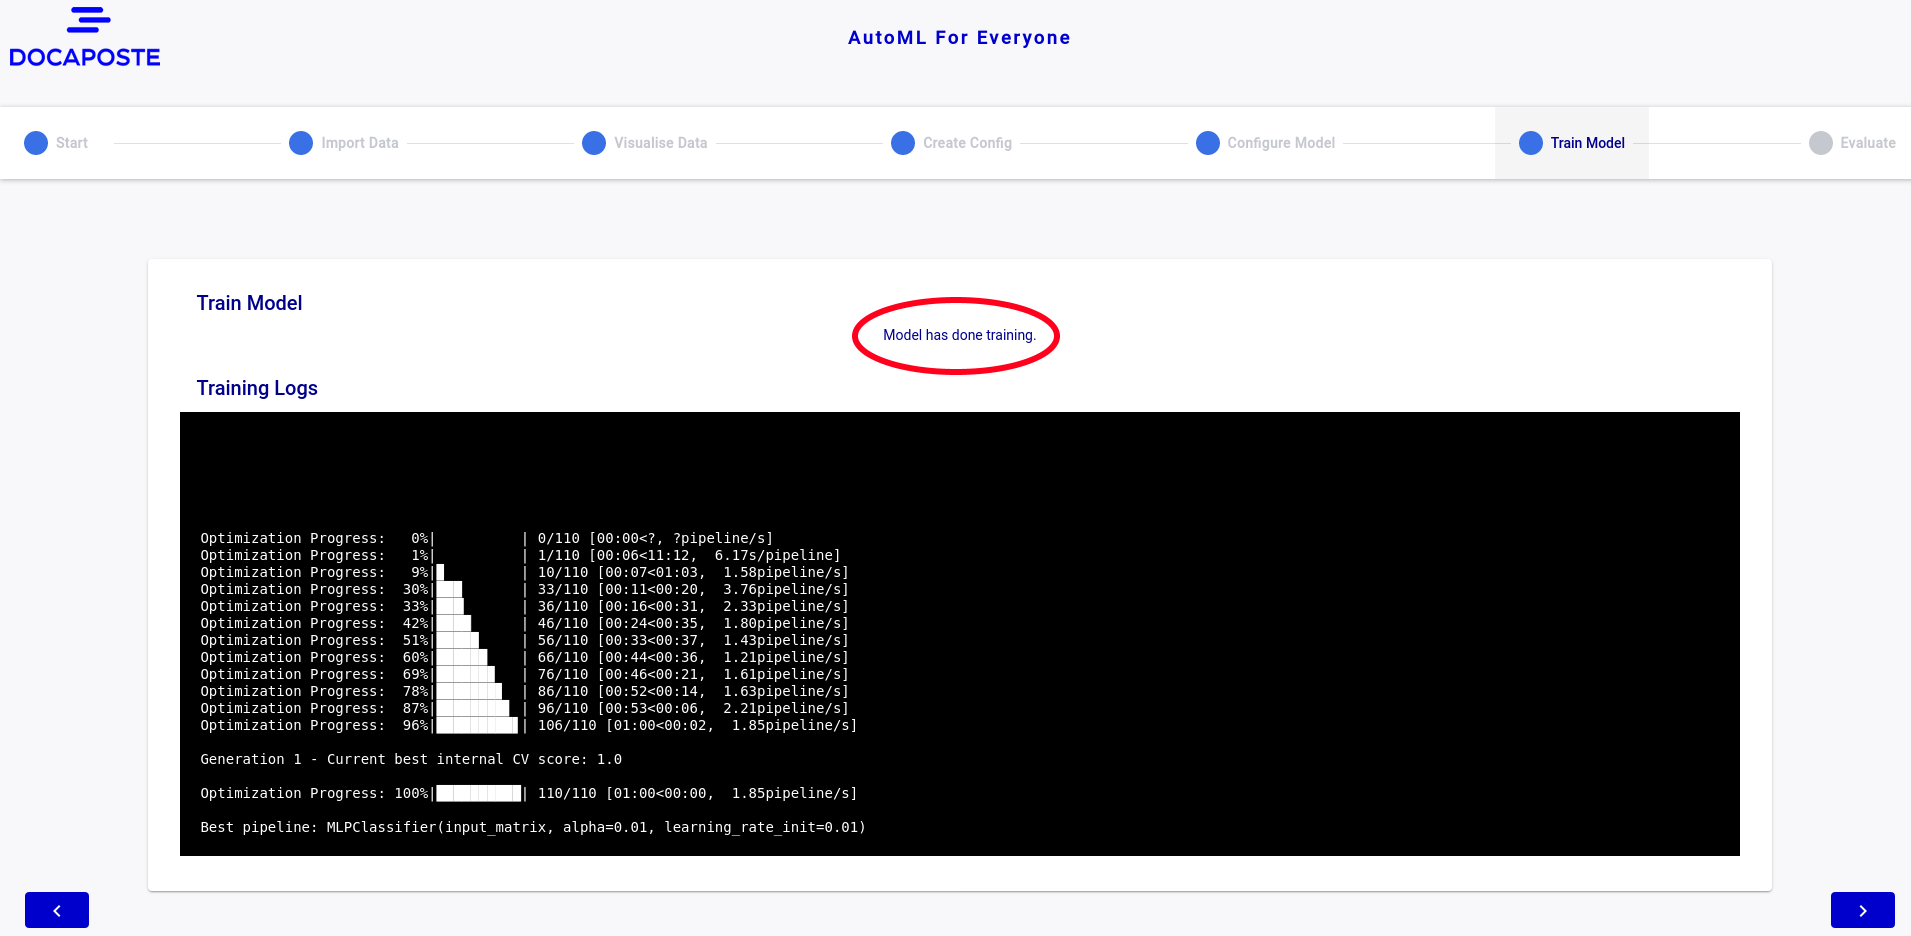 DOCAPOSTE
AutoML For Everyone
Start Import Data Visualise Data Create Config Configure Model Train Model Evaluate
Train Model
Model has done training.
Training Logs
Optimization Progress:   0%|          | 0/110 [00:00<?, ?pipeline/s]
Optimization Progress:   1%|          | 1/110 [00:06<11:12,  6.17s/pipeline]
Optimization Progress:   9%|█         | 10/110 [00:07<01:03,  1.58pipeline/s]
Optimization Progress:  30%|███       | 33/110 [00:11<00:20,  3.76pipeline/s]
Optimization Progress:  33%|███       | 36/110 [00:16<00:31,  2.33pipeline/s]
Optimization Progress:  42%|████      | 46/110 [00:24<00:35,  1.80pipeline/s]
Optimization Progress:  51%|█████     | 56/110 [00:33<00:37,  1.43pipeline/s]
Optimization Progress:  60%|██████    | 66/110 [00:44<00:36,  1.21pipeline/s]
Optimization Progress:  69%|███████   | 76/110 [00:46<00:21,  1.61pipeline/s]
Optimization Progress:  78%|████████  | 86/110 [00:52<00:14,  1.63pipeline/s]
Optimization Progress:  87%|█████████ | 96/110 [00:53<00:06,  2.21pipeline/s]
Optimization Progress:  96%|██████████| 106/110 [01:00<00:02,  1.85pipeline/s]
Generation 1 - Current best internal CV score: 1.0
Optimization Progress: 100%|██████████| 110/110 [01:00<00:00,  1.85pipeline/s]
Best pipeline: MLPClassifier(input_matrix, alpha=0.01, learning_rate_init=0.01)